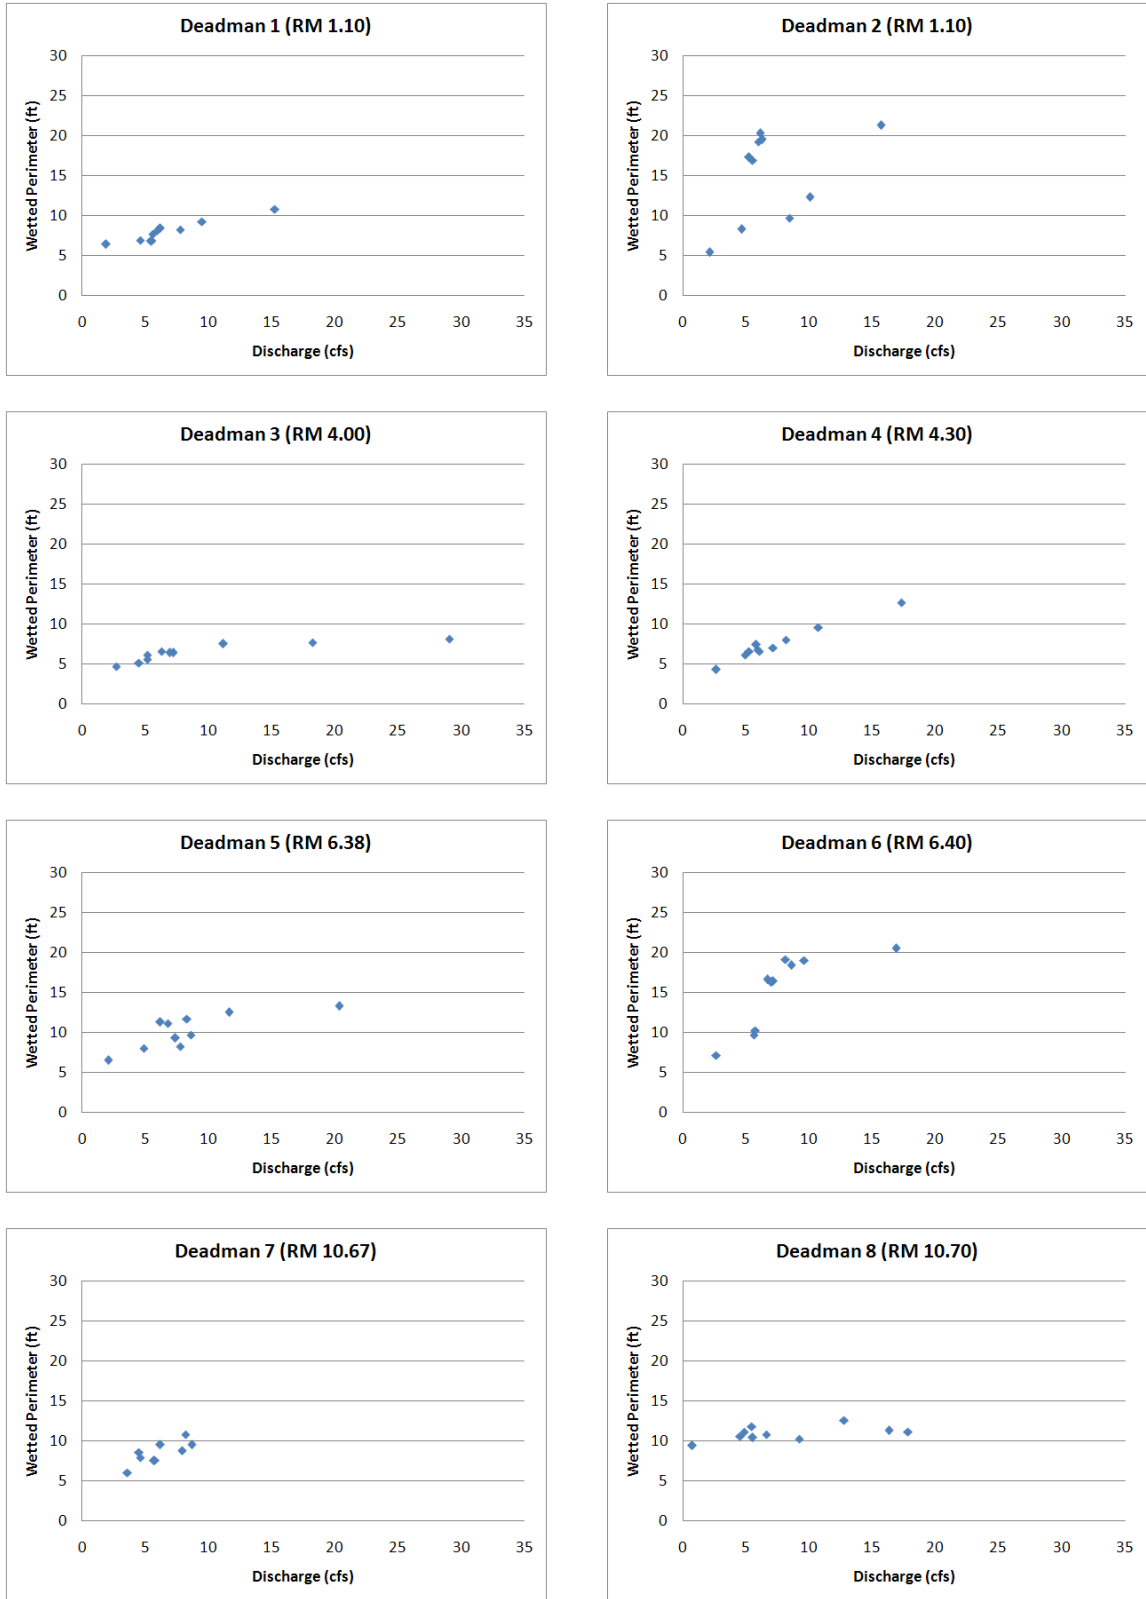 Deadman 1 (RM 1.10)
Wetted Perimeter (ft)
30
25
20
15
10
5
0
0 5 10 15 20 25 30 35
Discharge (cfs)
Deadman 2 (RM 1.10)
Wetted Perimeter (ft)
30
25
20
15
10
5
0
0 5 10 15 20 25 30 35
Discharge (cfs)
Deadman 3 (RM 4.00)
Wetted Perimeter (ft)
30
25
20
15
10
5
0
0 5 10 15 20 25 30 35
Discharge (cfs)
Deadman 4 (RM 4.30)
Wetted Perimeter (ft)
30
25
20
15
10
5
0
0 5 10 15 20 25 30 35
Discharge (cfs)
Deadman 5 (RM 6.38)
Wetted Perimeter (ft)
30
25
20
15
10
5
0
0 5 10 15 20 25 30 35
Discharge (cfs)
Deadman 6 (RM 6.40)
Wetted Perimeter (ft)
30
25
20
15
10
5
0
0 5 10 15 20 25 30 35
Discharge (cfs)
Deadman 7 (RM 10.67)
Wetted Perimeter (ft)
30
25
20
15
10
5
0
0 5 10 15 20 25 30 35
Discharge (cfs)
Deadman 8 (RM 10.70)
Wetted Perimeter (ft)
30
25
20
15
10
5
0
0 5 10 15 20 25 30 35
Discharge (cfs)